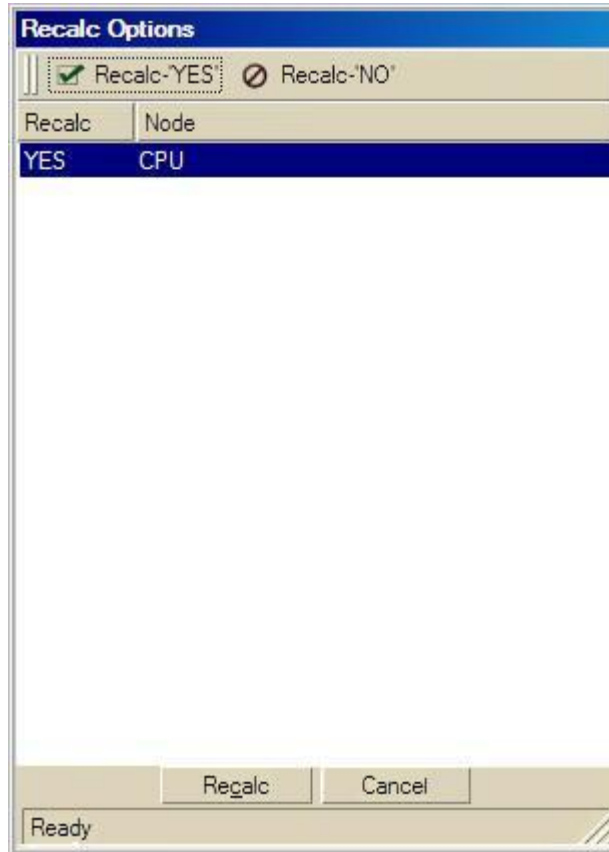 Recalc Options
Recalc-'YES' Recalc-'NO'
Recalc Node
YES CPU
Recalc Cancel
Ready